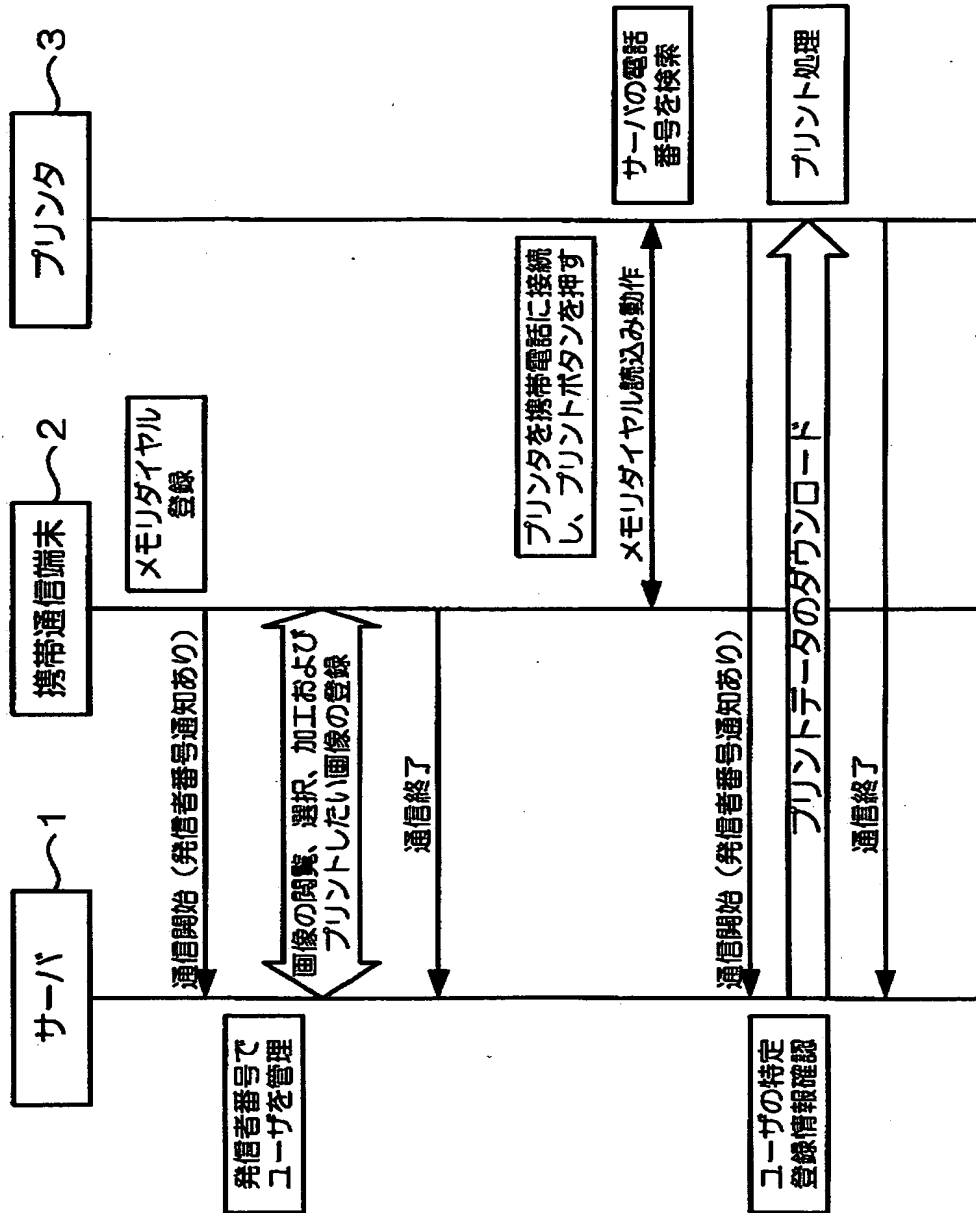 サーバ
～1
携帯通信端末
～2
プリンタ
～3
メモリダイヤル
登録
通信開始（発信者番号通知あり）
発信者番号で
ユーザを管理
画像の閲覧、選択、加工および
プリントしたい画像の登録
通信終了
プリンタを携帯電話に接続
し、プリントボタンを押す
メモリダイヤル読込み動作
サーバの電話
番号を検索
通信開始（発信者番号通知あり）
ユーザの特定
登録情報確認
プリントデータのダウンロード
プリント処理
通信終了